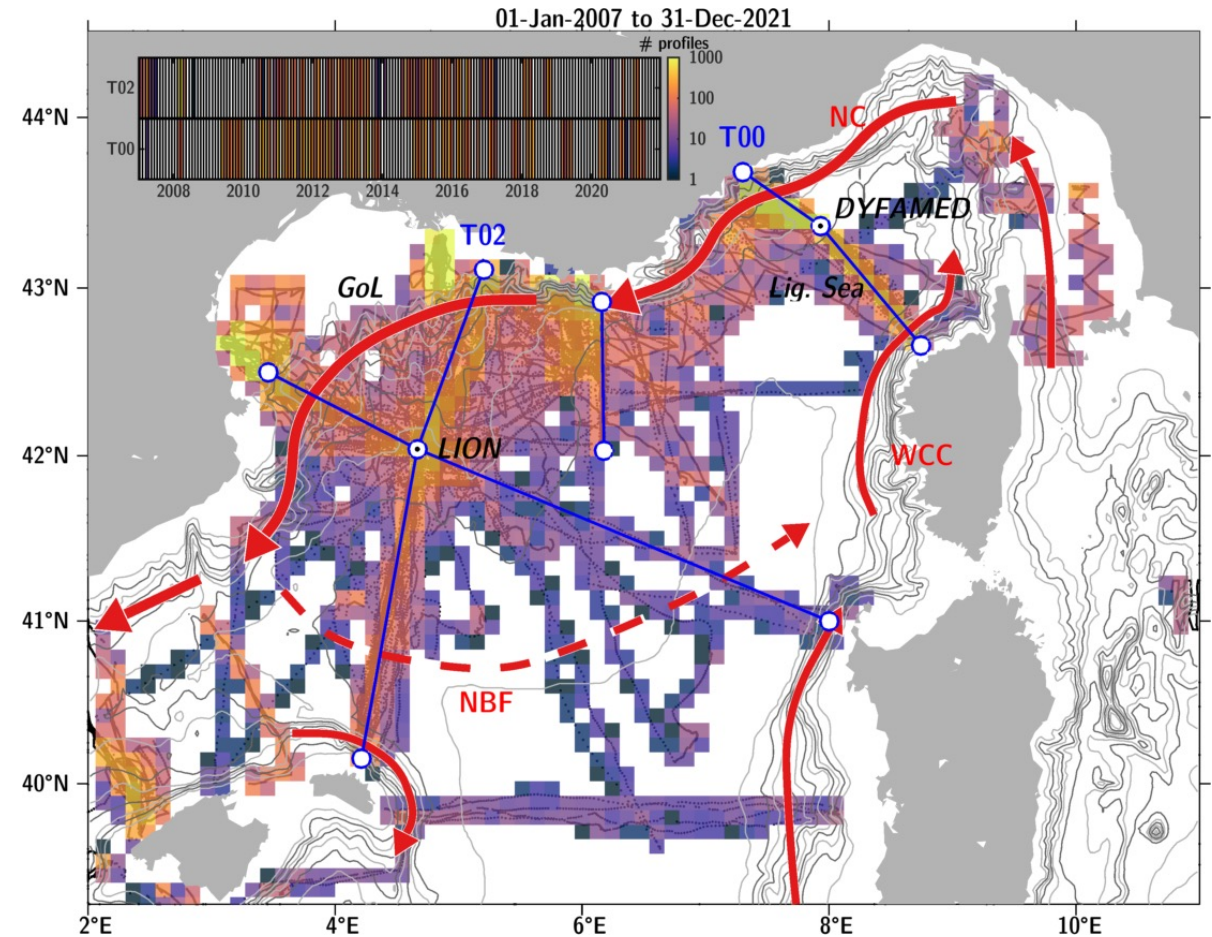 01-Jan-2007 to 31-Dec-2021
# profiles
1000
100
10
1
T02
T00
2008 2010 2012 2014 2016 2018 2020
44°N
43°N
42°N
41°N
40°N
NC
T00
DYFAMED
T02
GoL
Lig. Sea
LION
WCC
NBF
2°E 4°E 6°E 8°E 10°E